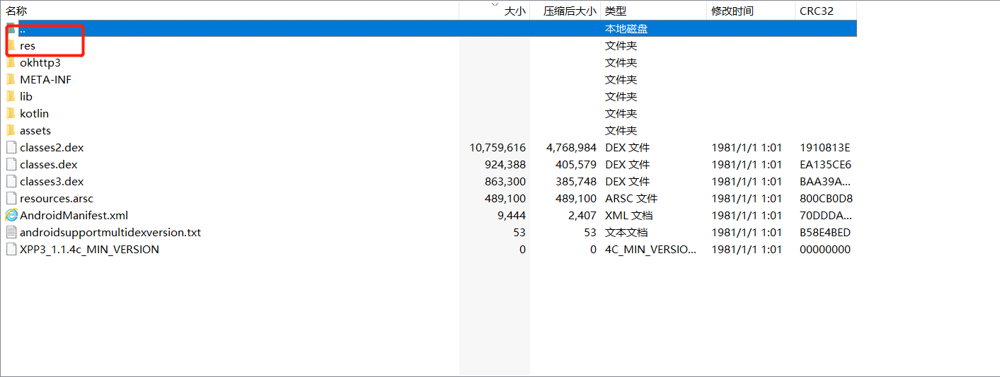 名称 大小 压缩后大小 类型 修改时间 CRC32
.. 本地磁盘
res 文件夹
okhttp3 文件夹
META-INF 文件夹
lib 文件夹
kotlin 文件夹
assets 文件夹
classes2.dex 10,759,616 4,768,984 DEX 文件 1981/1/1 1:01 1910813E
classes.dex 924,388 405,579 DEX 文件 1981/1/1 1:01 EA135CE6
classes3.dex 863,300 385,748 DEX 文件 1981/1/1 1:01 BAA39A...
resources.arsc 489,100 489,100 ARSC 文件 1981/1/1 1:01 800CB0D8
AndroidManifest.xml 9,444 2,407 XML 文档 1981/1/1 1:01 70DDDA...
androidsupportmultidexversion.txt 53 53 文本文档 1981/1/1 1:01 B58E4BED
XPP3_1.1.4c_MIN_VERSION 0 0 4C_MIN_VERSIO... 1981/1/1 1:01 00000000